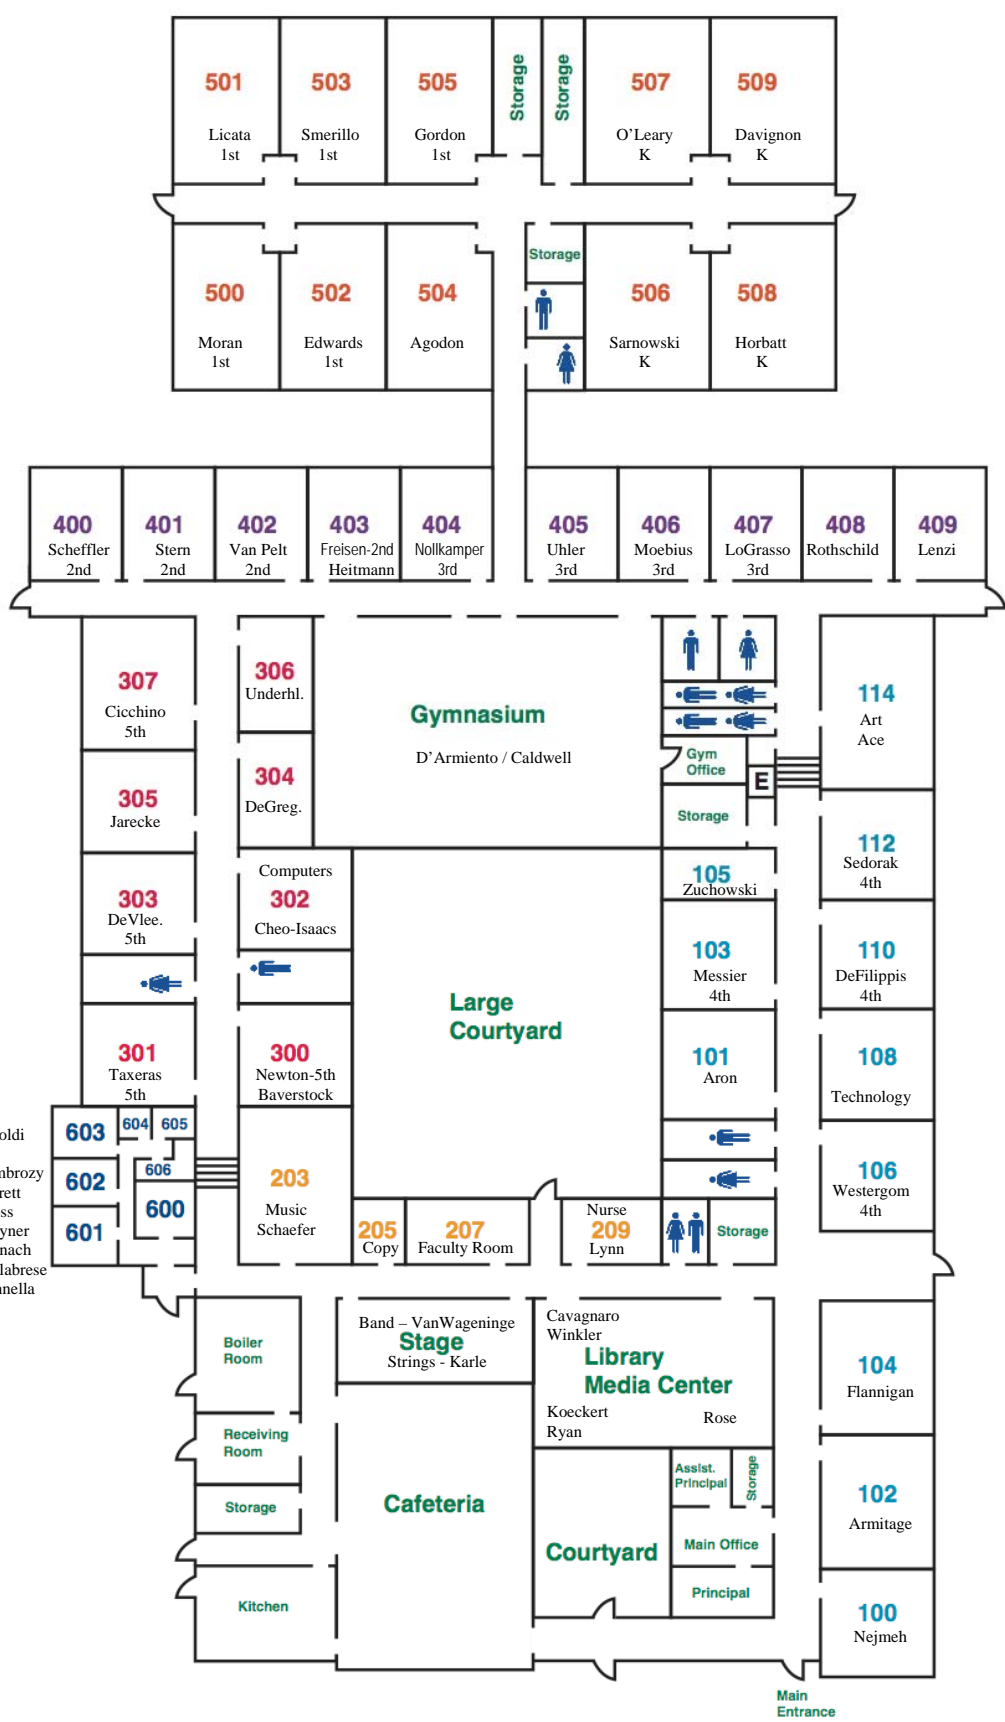 501 503 505 Storage Storage 507 509
Licata Smerillo Gordon O'Leary Davignon
1st 1st 1st K K
Storage
500 502 504 506 508
Moran Edwards Agodon Sarnowski Horbatt
1st 1st K K
400 401 402 403 404 405 406 407 408 409
Scheffler Stern Van Pelt Freisen-2nd Nollkamper Uhler Moebius LoGrasso Rothschild Lenzi
2nd 2nd 2nd Heitmann 3rd 3rd 3rd 3rd
307
Cicchino
5th
306
Underhl.
Gymnasium
D'Armiento / Caldwell
114
Art
Ace
Gym
Office
E
305
Jarecke
304
DeGreg.
Storage
112
Sedorak
4th
303
DeVlee.
5th
Computers
302
Cheo-Isaacs
105
Zuchowski
103
Messier
4th
110
DeFilippis
4th
Large
Courtyard
301
Taxeras
5th
300
Newton-5th
Baverstock
101
Aron
108
Technology
603 604 605
oldi
606
mbrozy
602
rett
ss
600
yner
601
nach
labrese
nnella
203
Music
Schaefer
106
Westergom
4th
205
Copy
207
Faculty Room
Nurse
209
Lynn
Storage
Boiler
Room
Band – VanWageninge
Stage
Strings - Karle
Cavagnaro
Winkler
Library
Media Center
Koeckert Rose
Ryan
104
Flannigan
Receiving
Room
Assist.
Principal
Storage
Storage
Cafeteria
102
Armitage
Courtyard
Main Office
Principal
Kitchen
100
Nejmeh
Main
Entrance